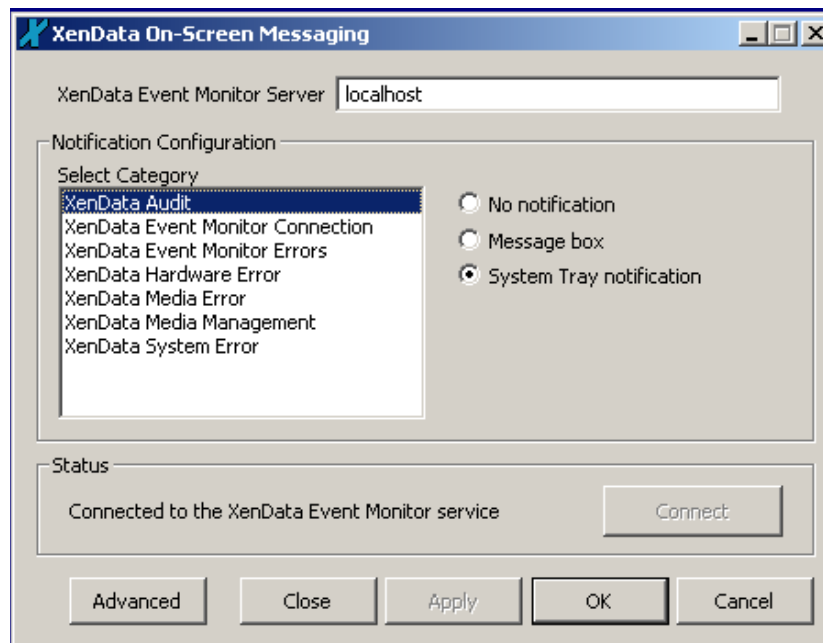 XenData On-Screen Messaging
XenData Event Monitor Server localhost
Notification Configuration
Select Category
XenData Audit
XenData Event Monitor Connection
XenData Event Monitor Errors
XenData Hardware Error
XenData Media Error
XenData Media Management
XenData System Error
No notification
Message box
System Tray notification
Status
Connected to the XenData Event Monitor service Connect
Advanced Close Apply OK Cancel